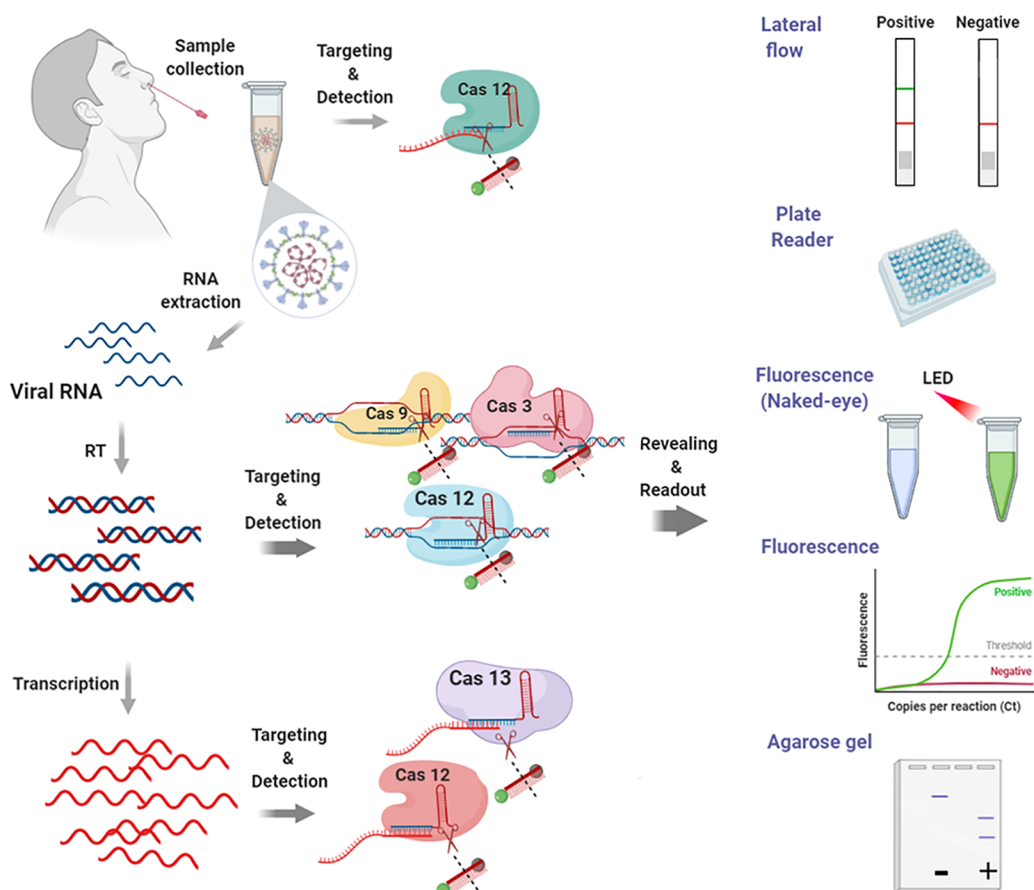 Sample
collection
Targeting
&
Detection
Cas 12
RNA
extraction
Viral RNA
RT
Targeting
&
Detection
Cas 9
Cas 3
Cas 12
Revealing
&
Readout
Transcription
Targeting
&
Detection
Cas 13
Cas 12
Lateral
flow
Positive
Negative
Plate
Reader
Fluorescence
(Naked-eye)
LED
Fluorescence
Fluorescence
Positive
Threshold
Negative
Copies per reaction (Ct)
Agarose gel
-
+